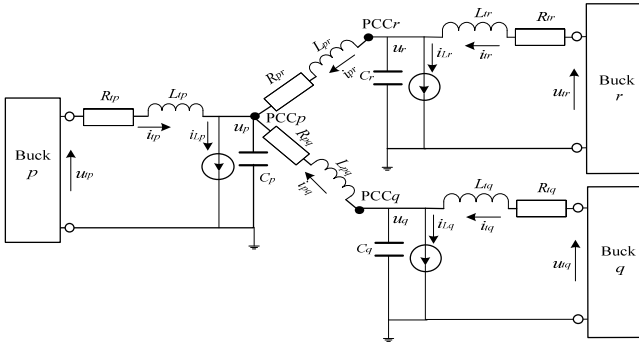 PCCr
Ltr
Rtr
Lpr
ur
iLr
itr
ipr
Rpr
Cr
utr
Buck
r
Rtp
Ltp
PCCp
up
itp
iLp
Rpq
Lpq
ipq
Buck
p
utp
Cp
PCCq
Ltq
Rtq
uq
iLq
itq
Cq
utq
Buck
q